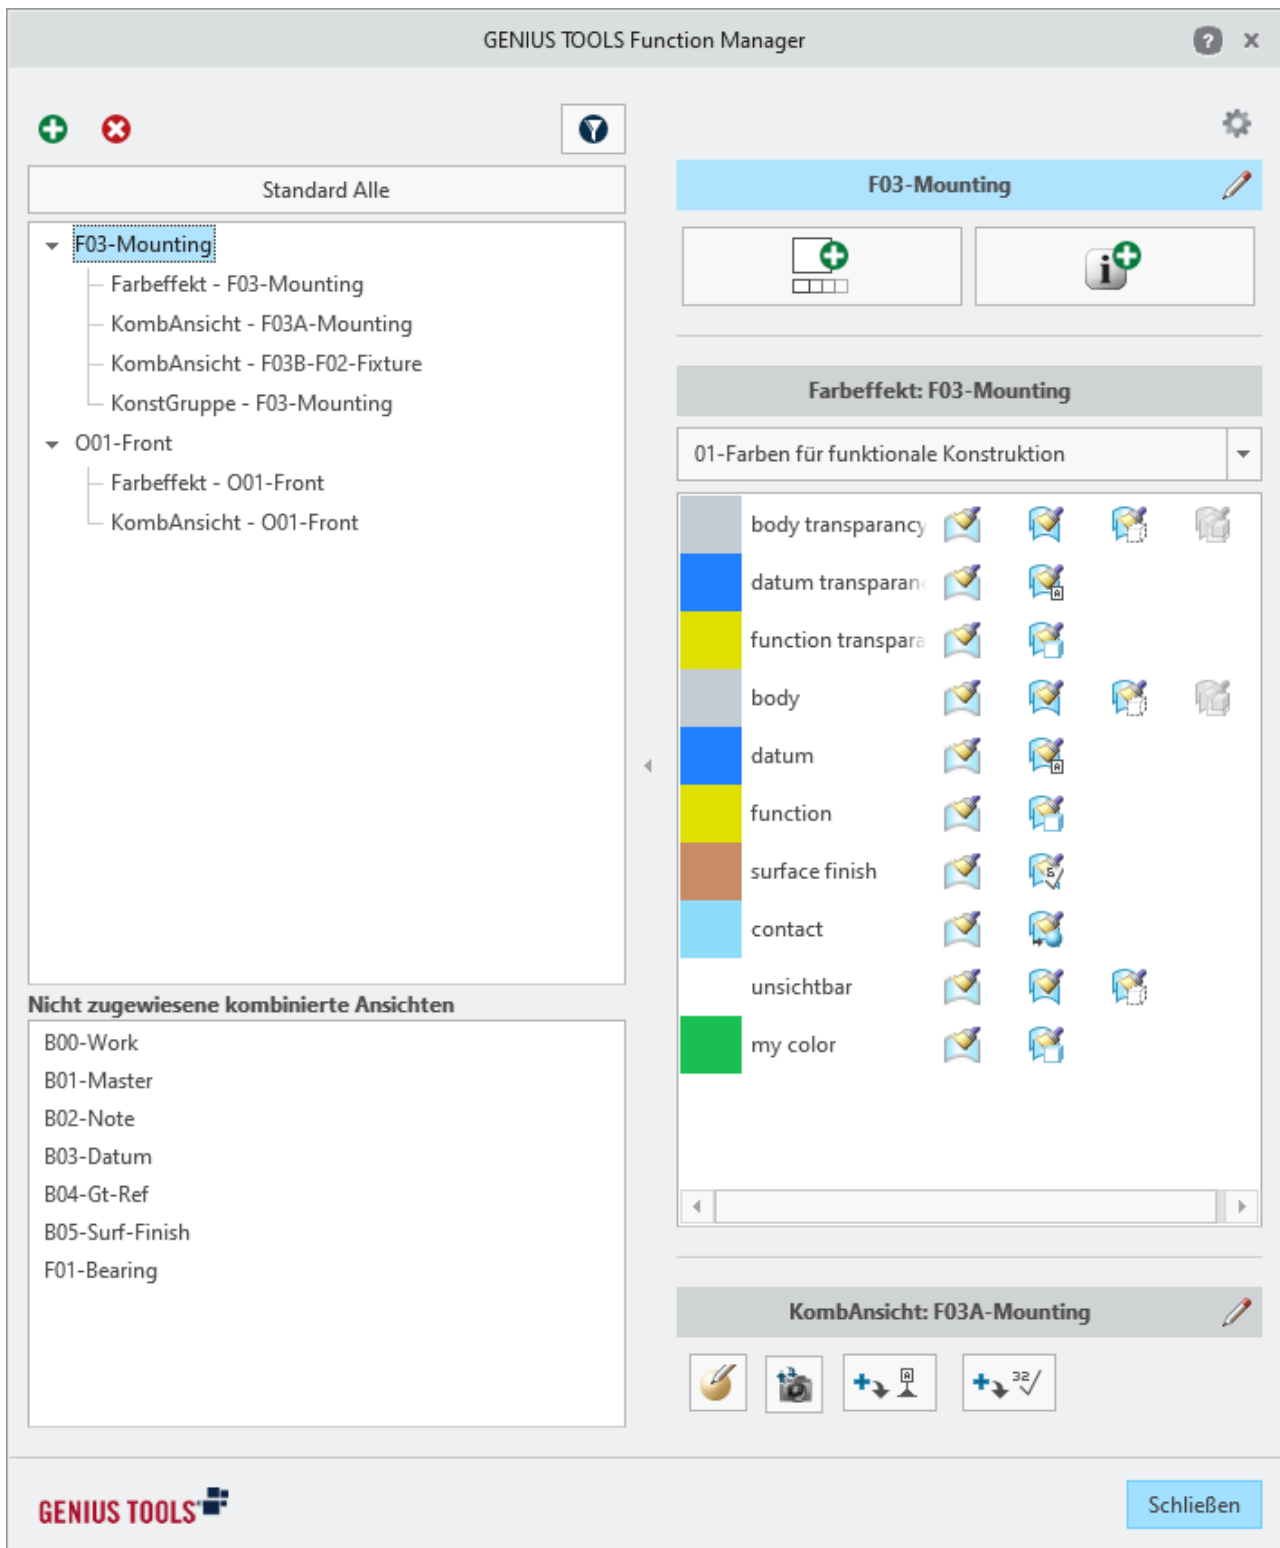 GENIUS TOOLS Function Manager
Standard Alle
F03-Mounting
Farbeffekt - F03-Mounting
KombAnsicht - F03A-Mounting
KombAnsicht - F03B-F02-Fixture
KonstGruppe - F03-Mounting
O01-Front
Farbeffekt - O01-Front
KombAnsicht - O01-Front
Nicht zugewiesene kombinierte Ansichten
B00-Work
B01-Master
B02-Note
B03-Datum
B04-Gt-Ref
B05-Surf-Finish
F01-Bearing
F03-Mounting
Farbeffekt: F03-Mounting
01-Farben für funktionale Konstruktion
body transparancy
datum transparan
function transpara
body
datum
function
surface finish
contact
unsichtbar
my color
KombAnsicht: F03A-Mounting
32
GENIUS TOOLS
Schließen